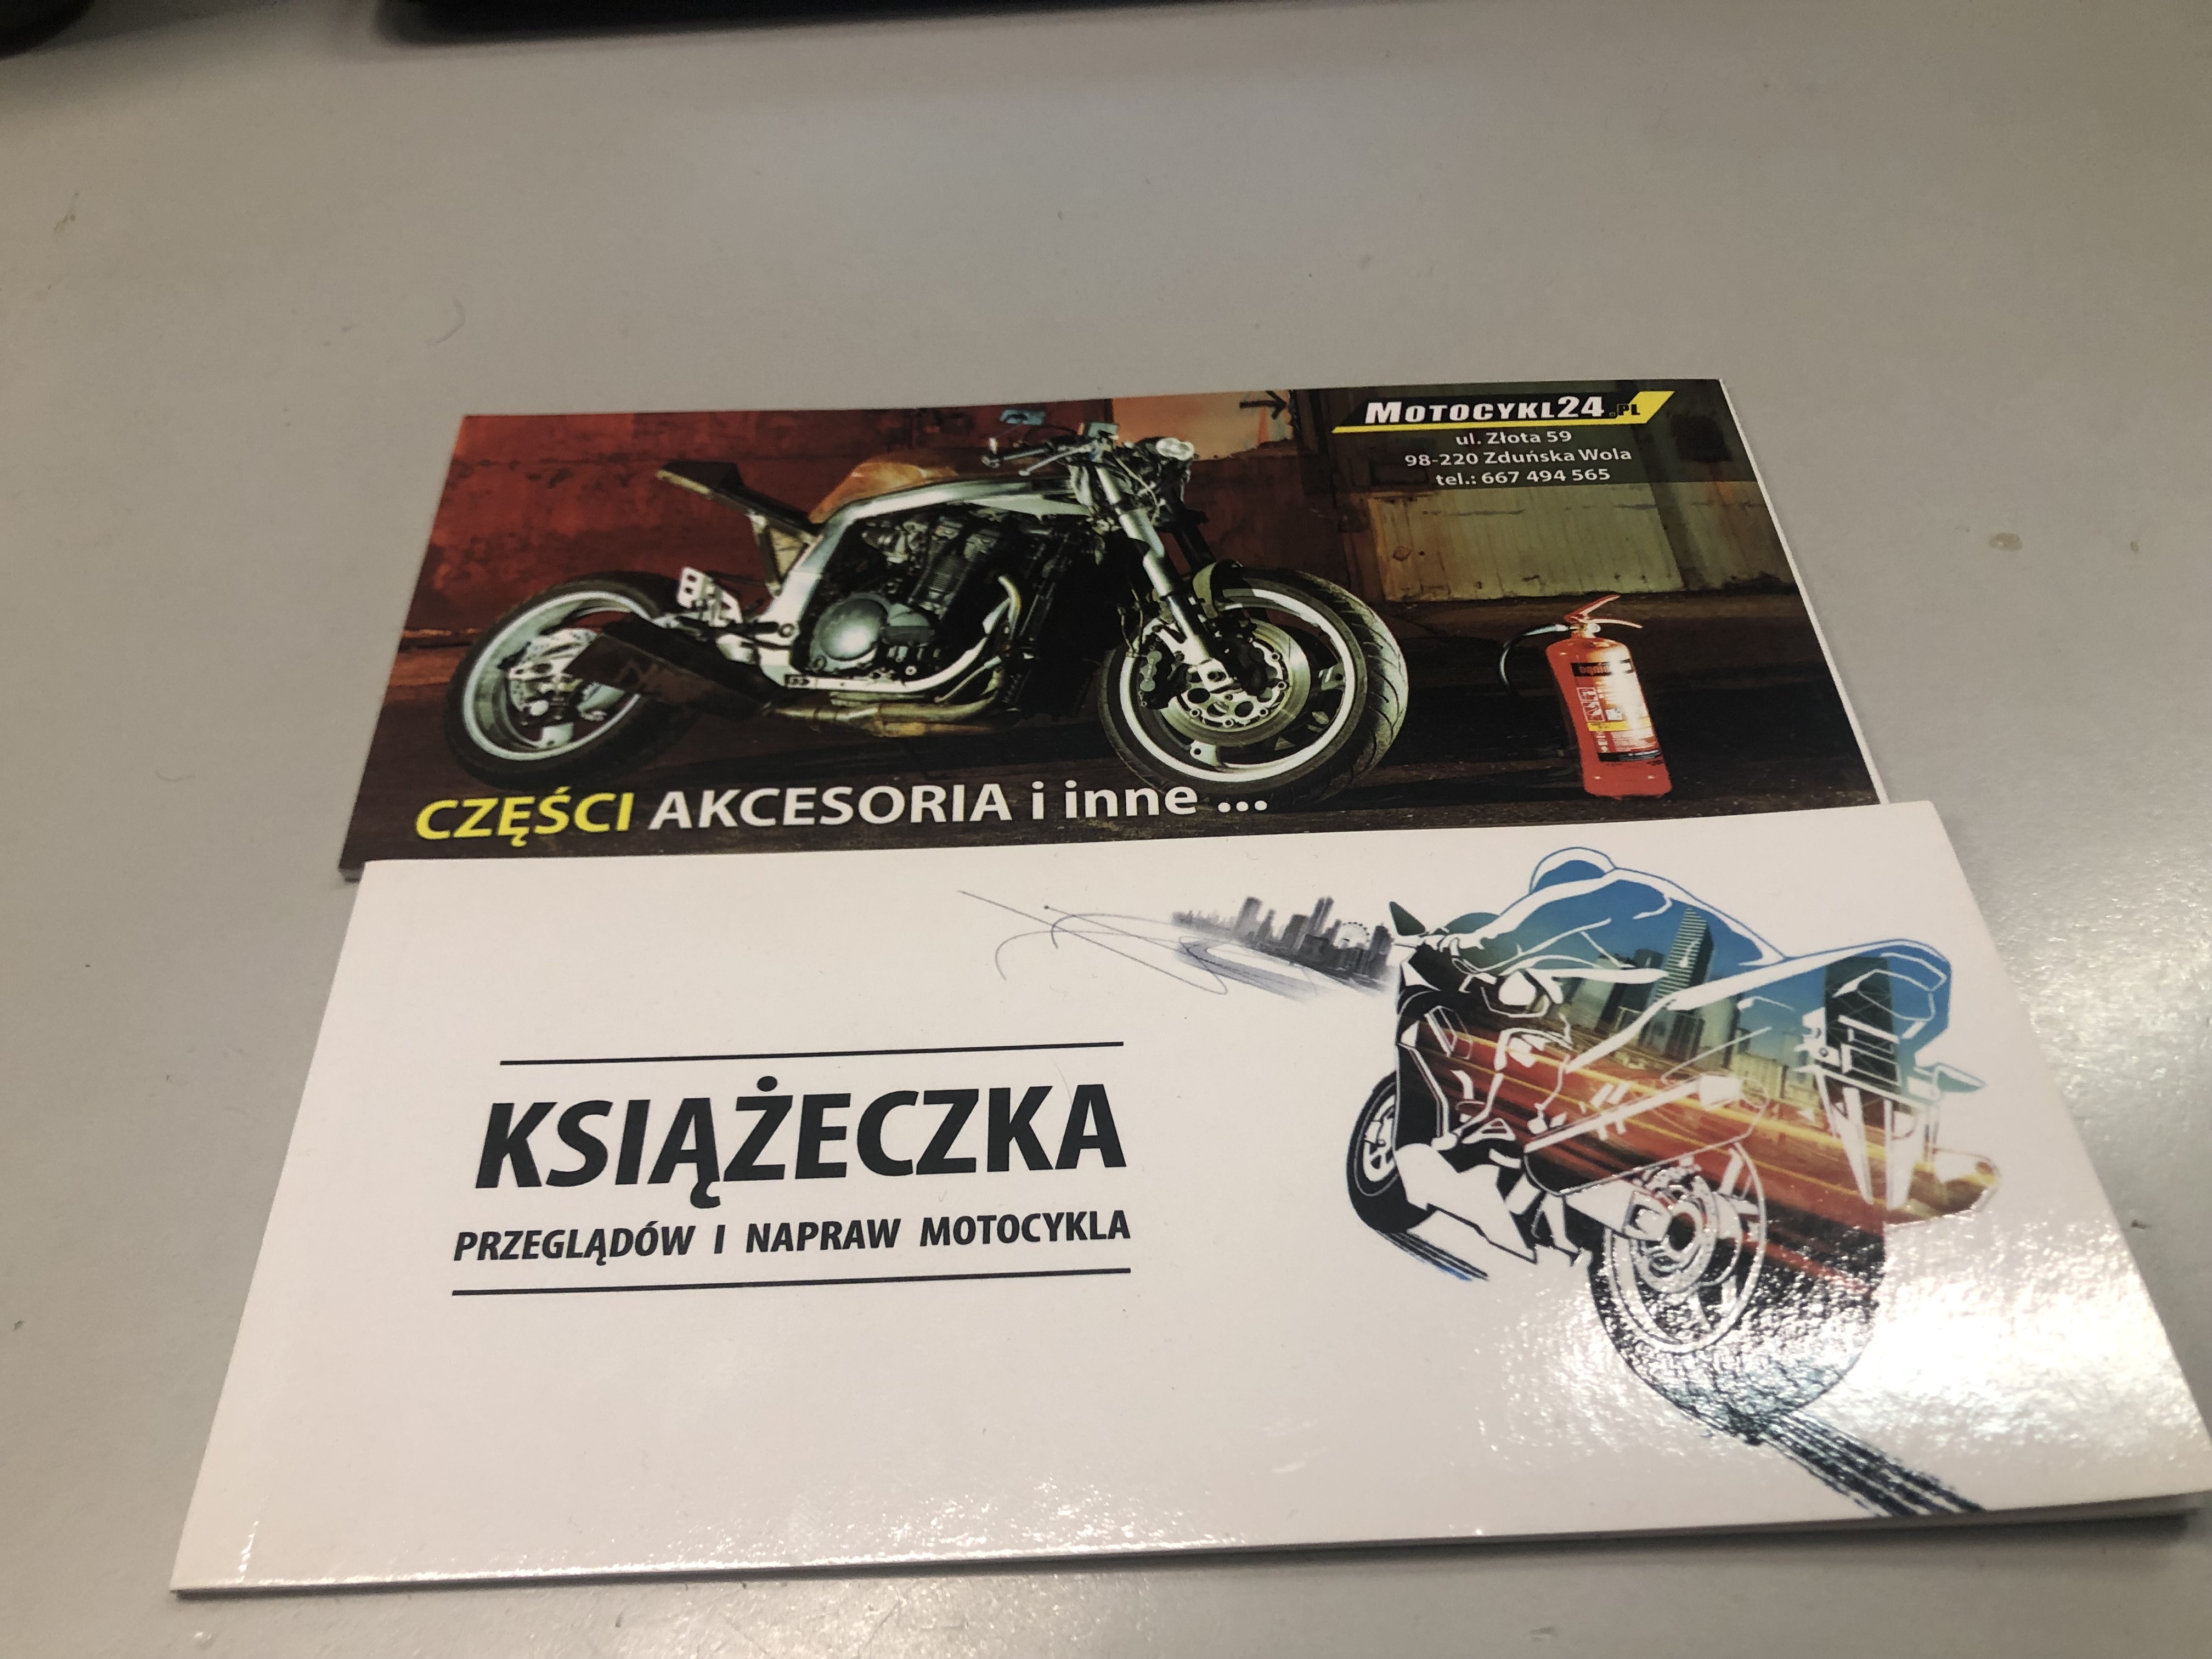 MOTOCYKL24.PL
ul. Złota 59
98-220 Zduńska Wola
tel.: 667 494 565
CZĘŚCI AKCESORIA i inne ...
KSIĄŻECZKA
PRZEGLĄDÓW I NAPRAW MOTOCYKLA